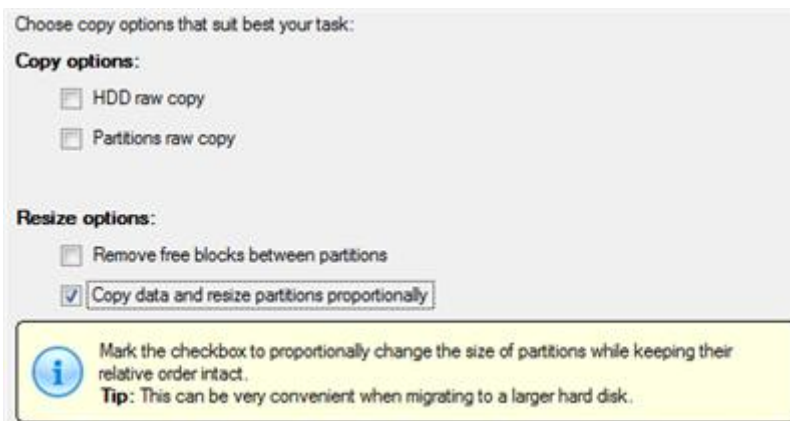 Choose copy options that suit best your task:
Copy options:
HDD raw copy
Partitions raw copy
Resize options:
Remove free blocks between partitions
Copy data and resize partitions proportionally
Mark the checkbox to proportionally change the size of partitions while keeping their
relative order intact.
Tip: This can be very convenient when migrating to a larger hard disk.